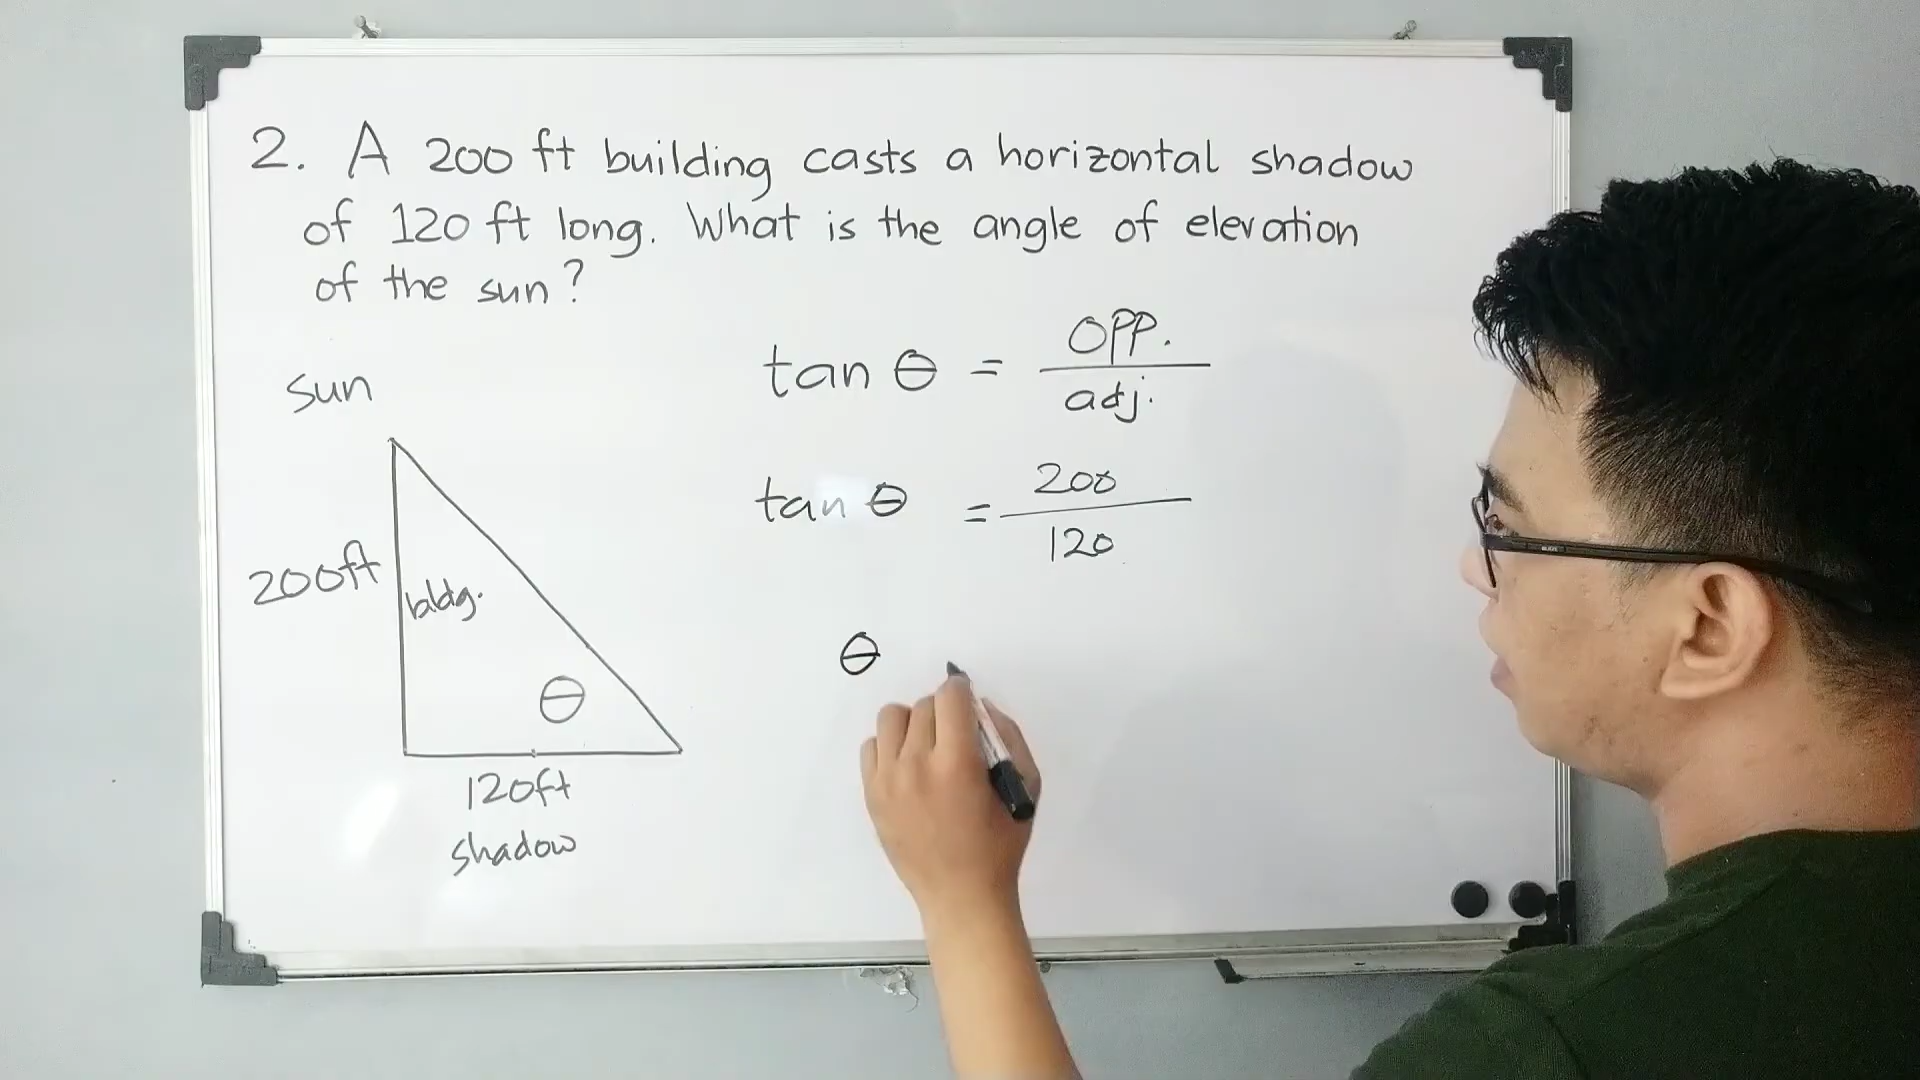 2. A 200 ft building casts a horizontal shadow
of 120 ft long. What is the angle of elevation
of the sun?
sun
200ft
bldg.
θ
120ft
shadow
tan θ = opp.
adj.
tan θ = 200
120
θ